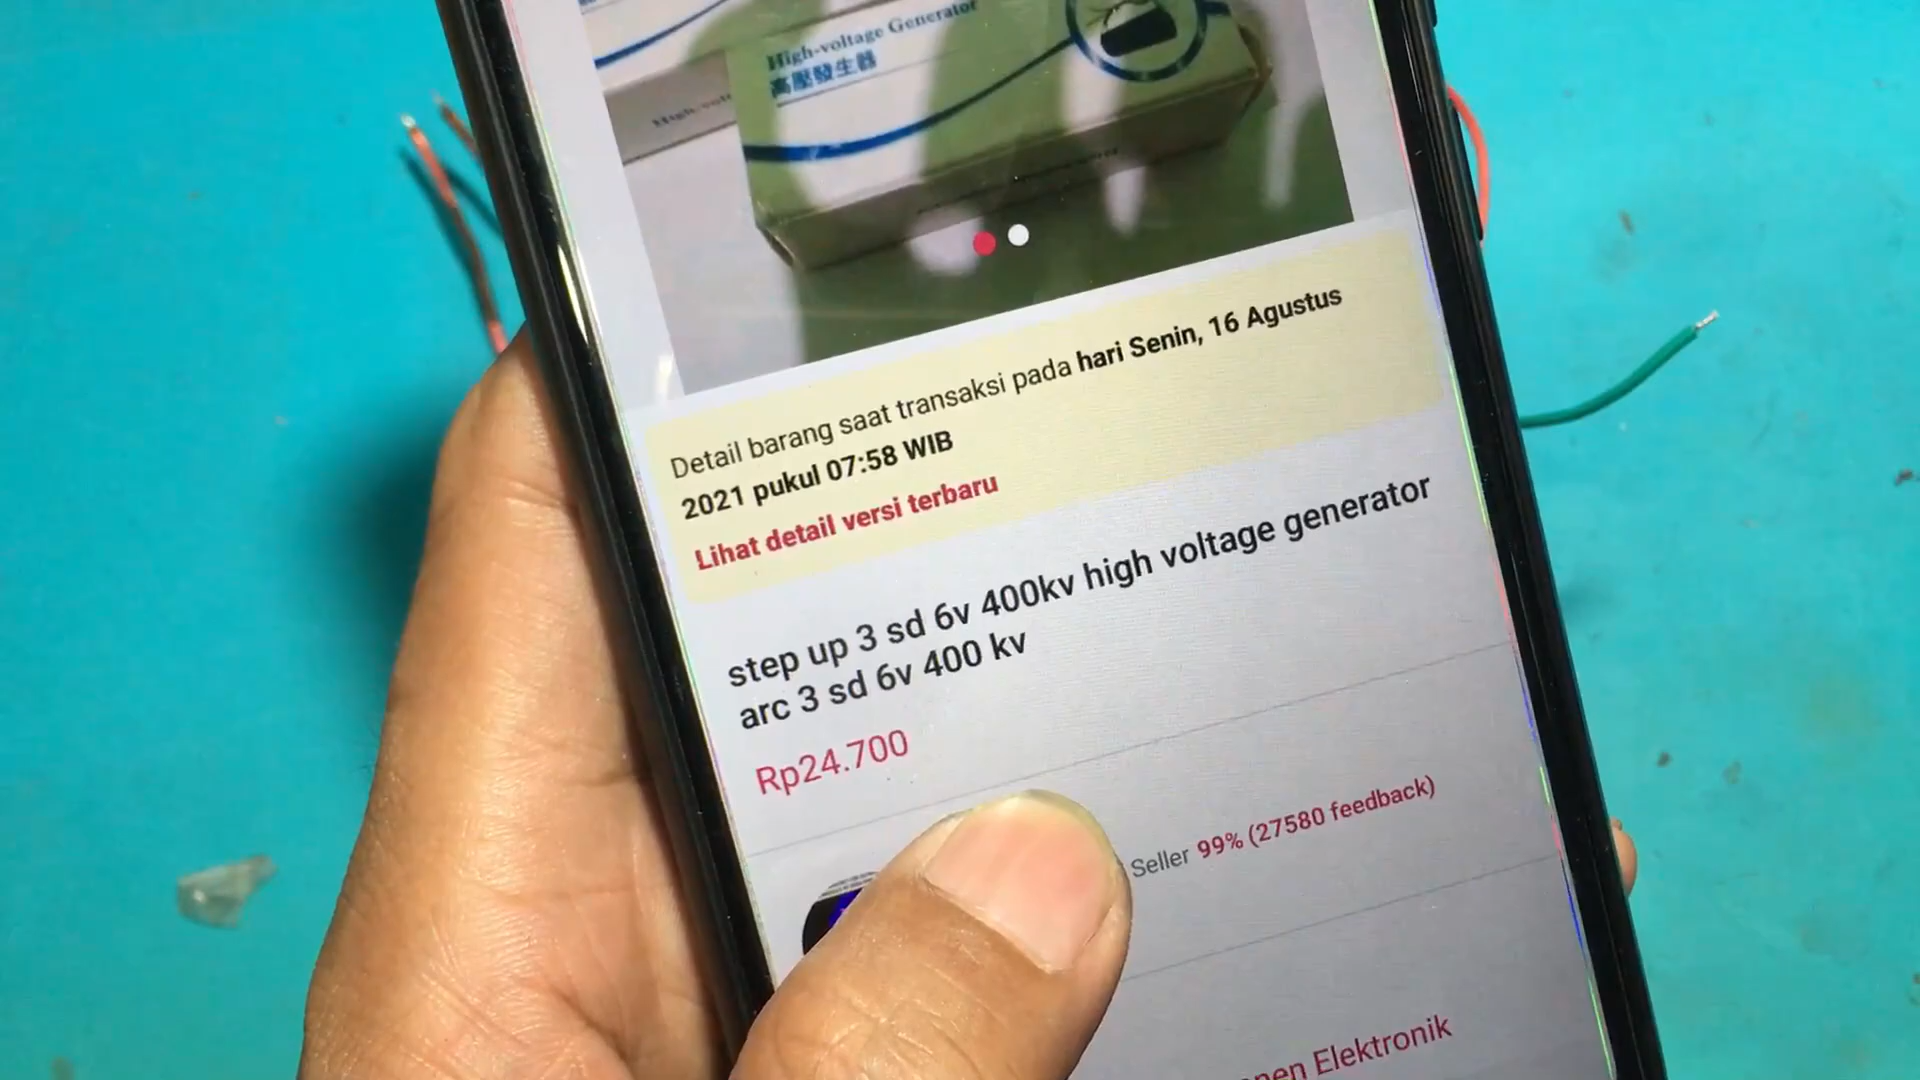 High-voltage Generator
高壓發生器
Detail barang saat transaksi pada hari Senin, 16 Agustus
2021 pukul 07:58 WIB
Lihat detail versi terbaru
step up 3 sd 6v 400kv high voltage generator
arc 3 sd 6v 400 kv
Rp24.700
Seller 99% (27580 feedback)
Elektronik